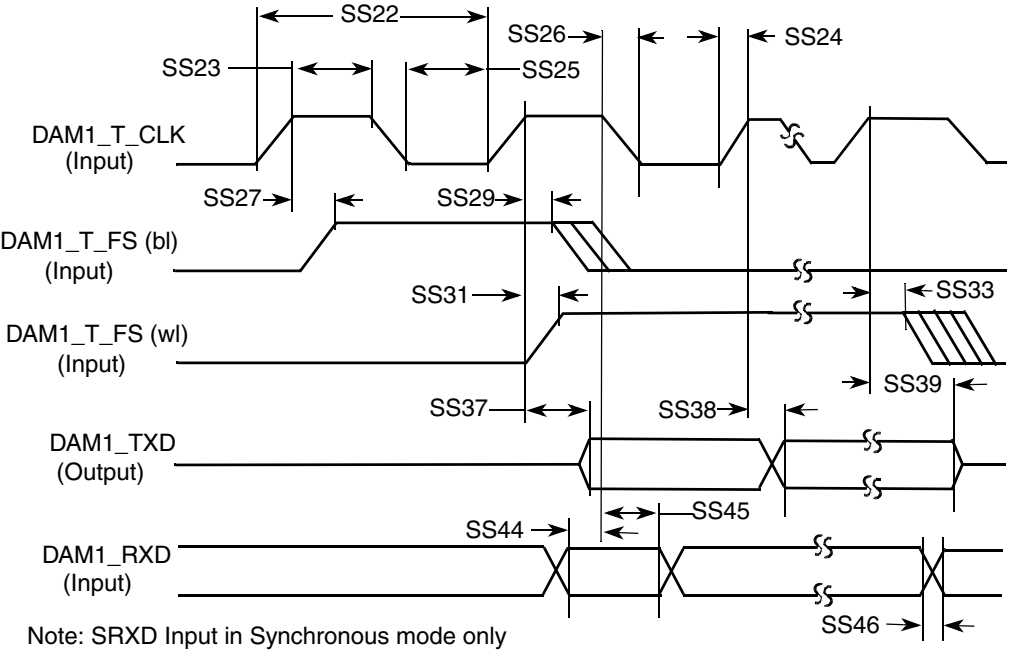 SS22
SS26
SS24
SS23
SS25
DAM1_T_CLK
(Input)
SS27
SS29
DAM1_T_FS (bl)
(Input)
SS31
SS33
DAM1_T_FS (wl)
(Input)
SS39
SS37
SS38
DAM1_TXD
(Output)
SS45
SS44
DAM1_RXD
(Input)
SS46
Note: SRXD Input in Synchronous mode only